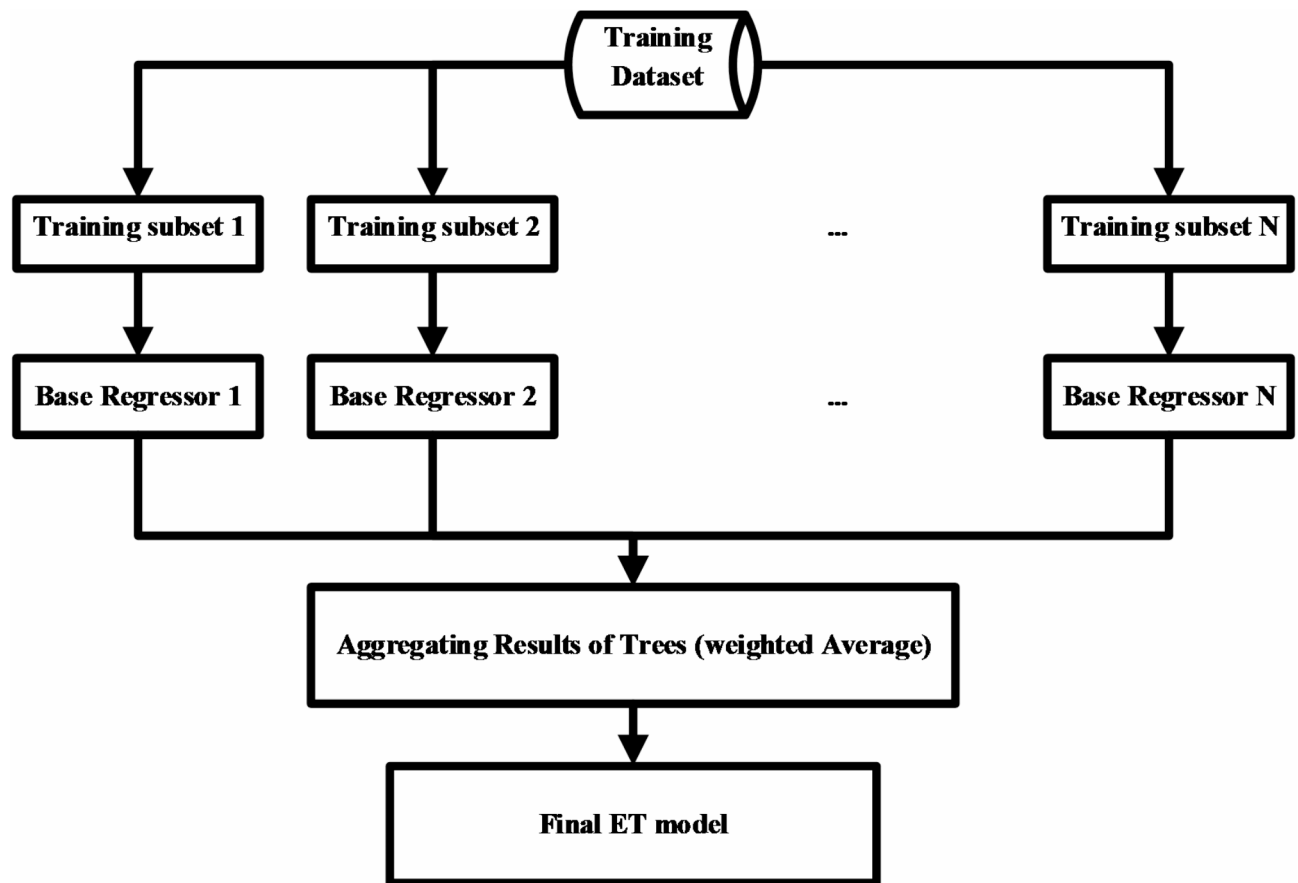 Training
Dataset
Training subset 1
Training subset 2
...
Training subset N
Base Regressor 1
Base Regressor 2
...
Base Regressor N
Aggregating Results of Trees (weighted Average)
Final ET model